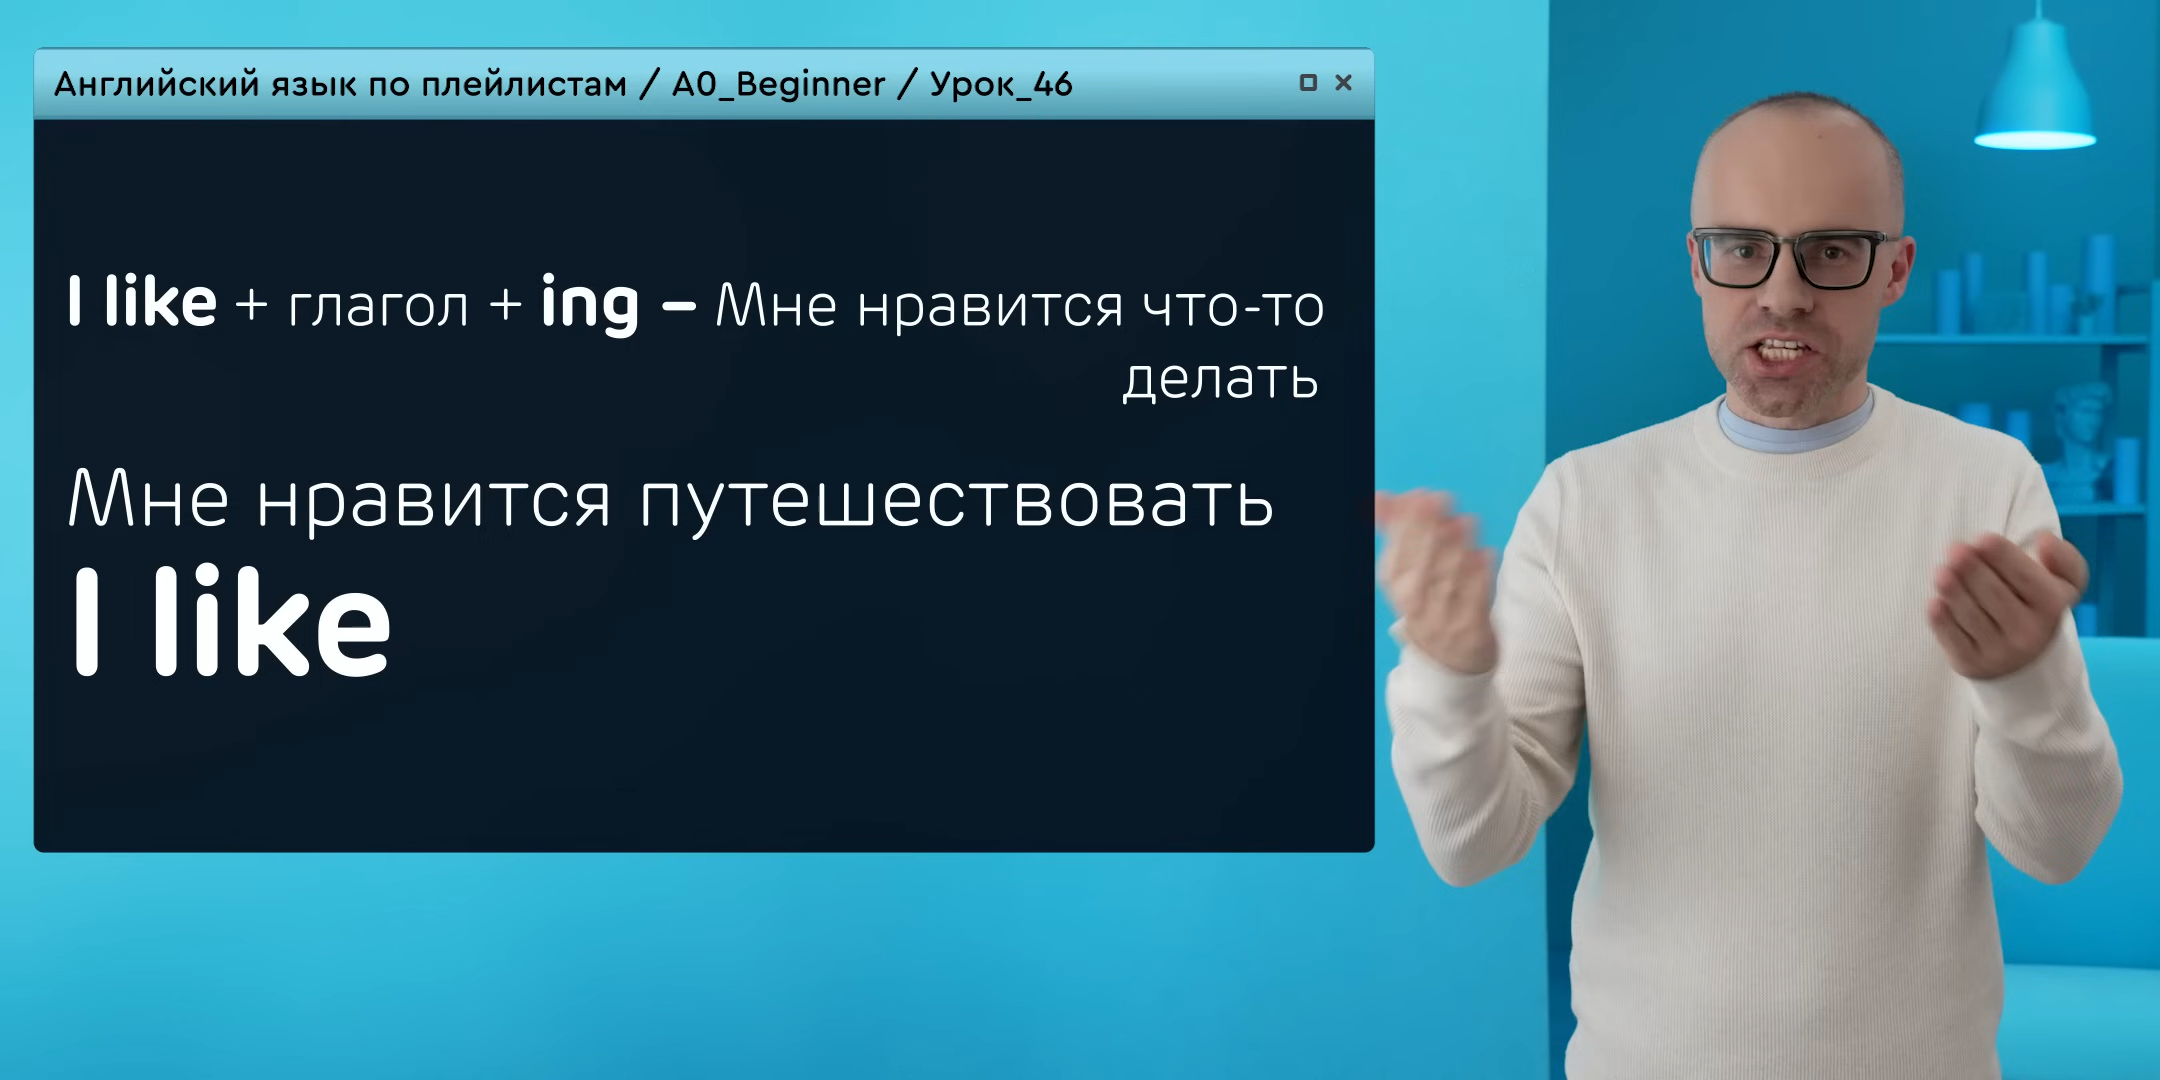 Английский язык по плейлистам / A0_Beginner / Урок_46
I like + глагол + ing – Мне нравится что-то
делать
Мне нравится путешествовать
I like